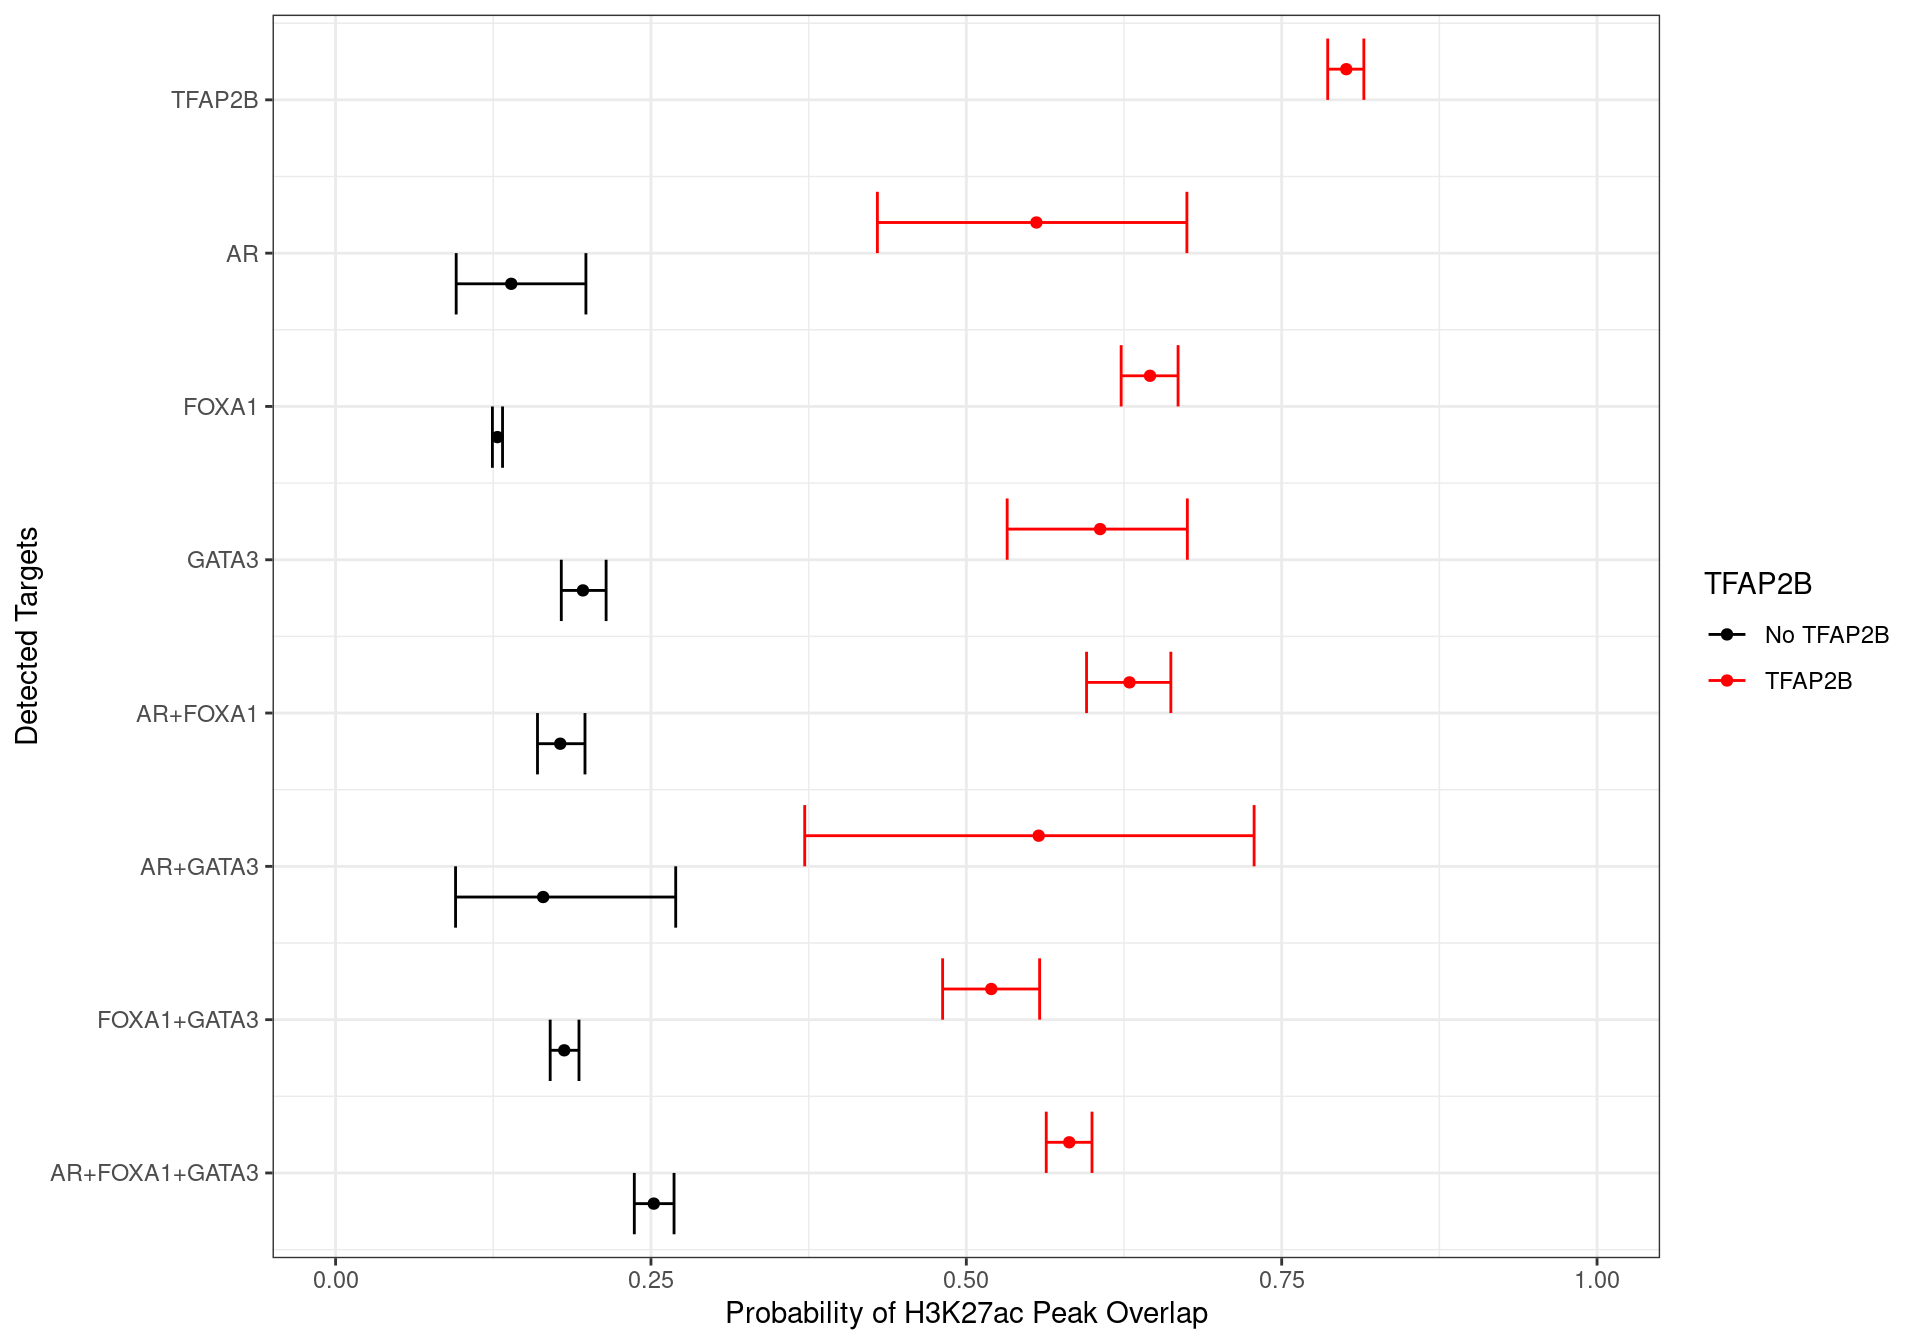 TFAP2B
AR
FOXA1
GATA3
AR+FOXA1
AR+GATA3
FOXA1+GATA3
AR+FOXA1+GATA3
Detected Targets
0.00 0.25 0.50 0.75 1.00
Probability of H3K27ac Peak Overlap
TFAP2B
No TFAP2B
TFAP2B